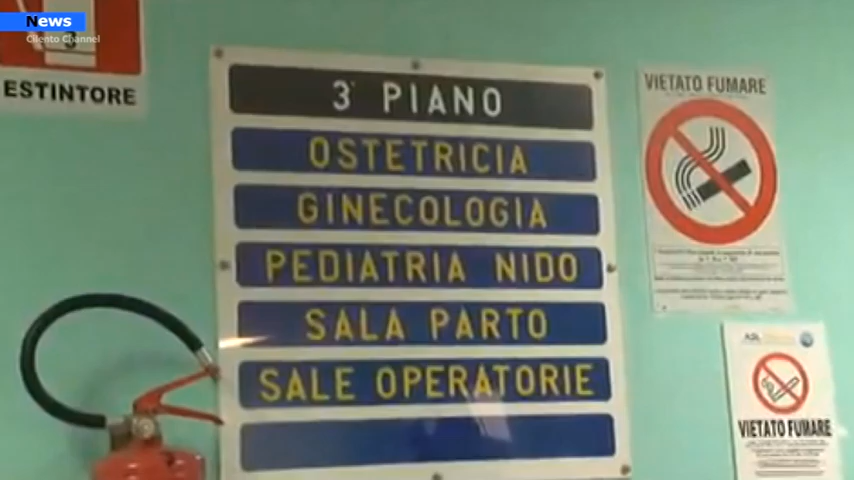 News
Cilento Channel
ESTINTORE
3° PIANO
OSTETRICIA
GINECOLOGIA
PEDIATRIA NIDO
SALA PARTO
SALE OPERATORIE
VIETATO FUMARE
ASL
VIETATO FUMARE